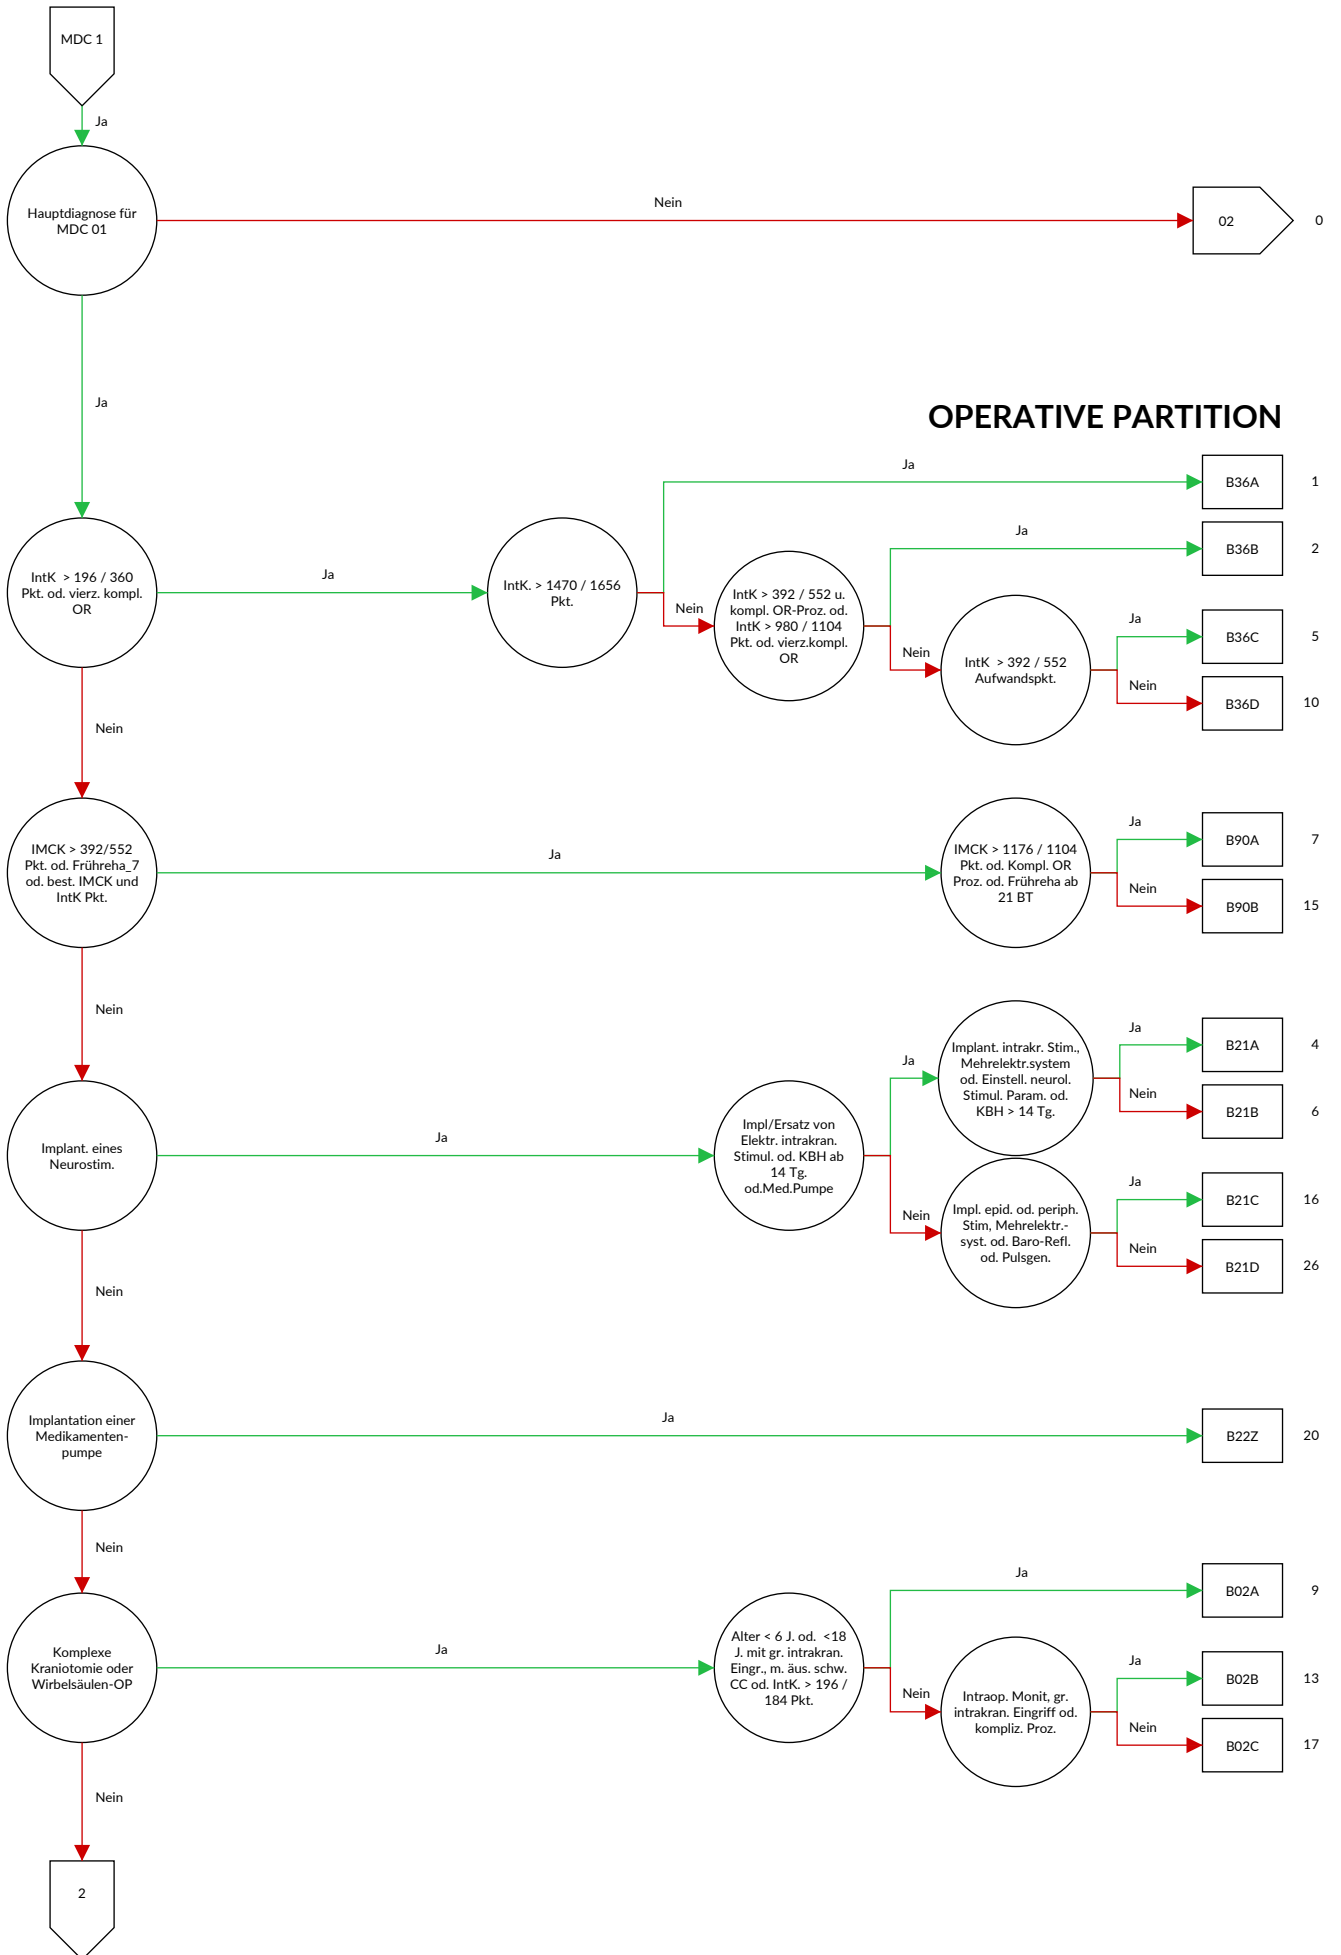 MDC 1
Ja
Hauptdiagnose für
MDC 01
Nein
02
0
Ja
OPERATIVE PARTITION
IntK  > 196 / 360
Pkt. od. vierz. kompl.
OR
Ja
IntK. > 1470 / 1656
Pkt.
Ja
B36A
1
Nein
IntK > 392 / 552 u.
kompl. OR-Proz. od.
IntK > 980 / 1104
Pkt. od. vierz.kompl.
OR
Ja
B36B
2
Nein
IntK  > 392 / 552
Aufwandspkt.
Ja
B36C
5
Nein
B36D
10
Nein
IMCK > 392/552
Pkt. od. Frühreha_7
od. best. IMCK und
IntK Pkt.
Ja
IMCK > 1176 / 1104
Pkt. od. Kompl. OR
Proz. od. Frühreha ab
21 BT
Ja
B90A
7
Nein
B90B
15
Nein
Implant. eines
Neurostim.
Ja
Impl/Ersatz von
Elektr. intrakran.
Stimul. od. KBH ab
14 Tg.
od.Med.Pumpe
Ja
Implant. intrakr. Stim.,
Mehrelektr.system
od. Einstell. neurol.
Stimul. Param. od.
KBH > 14 Tg.
Ja
B21A
4
Nein
B21B
6
Nein
Impl. epid. od. periph.
Stim, Mehrelektr.-
syst. od. Baro-Refl.
od. Pulsgen.
Ja
B21C
16
Nein
B21D
26
Nein
Implantation einer
Medikamenten-
pumpe
Ja
B22Z
20
Nein
Komplexe
Kraniotomie oder
Wirbelsäulen-OP
Ja
Alter < 6 J. od.  <18
J. mit gr. intrakran.
Eingr., m. äus. schw.
CC od. IntK. > 196 /
184 Pkt.
Ja
B02A
9
Nein
Intraop. Monit, gr.
intrakran. Eingriff od.
kompliz. Proz.
Ja
B02B
13
Nein
B02C
17
Nein
2